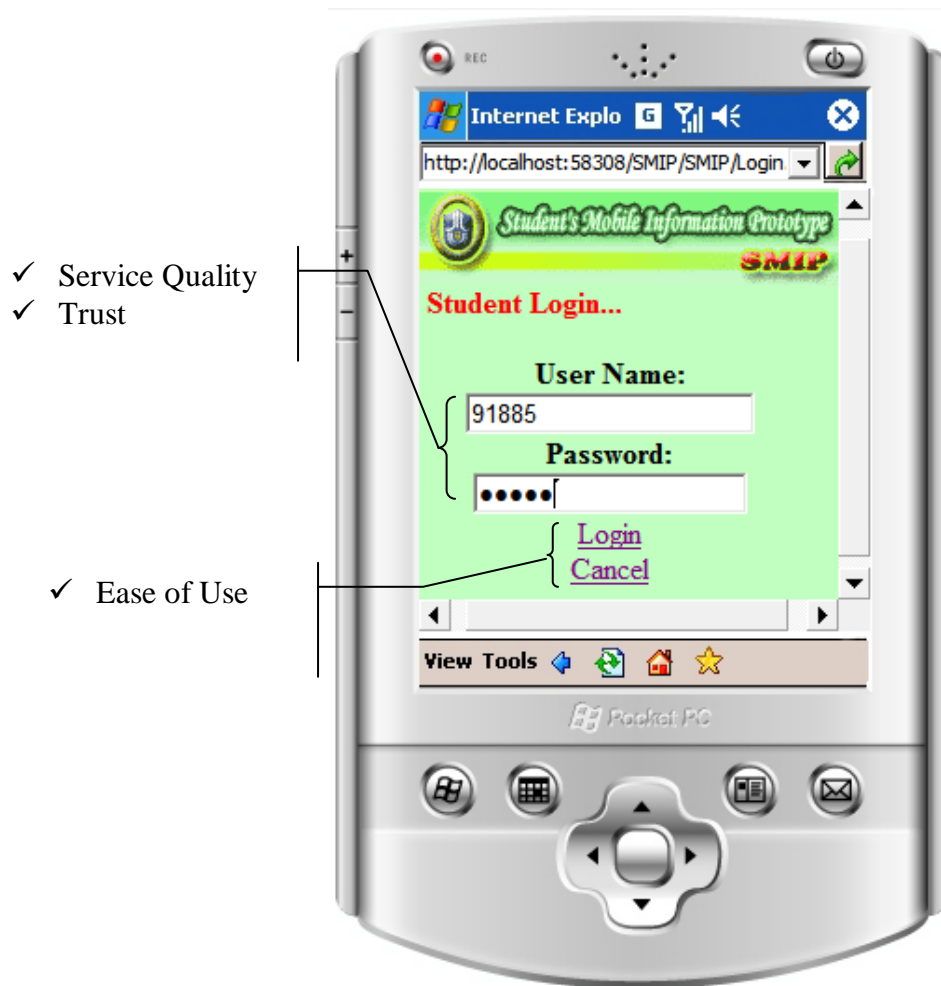 REC
Internet Explo G
http://localhost:58308/SMIP/SMIP/Login.
Student's Mobile Information Prototype
SMIP
✓ Service Quality
✓ Trust
+
−
Student Login...
User Name:
91885
Password:
●●●●●
Login
Cancel
✓ Ease of Use
View Tools
Pocket PC